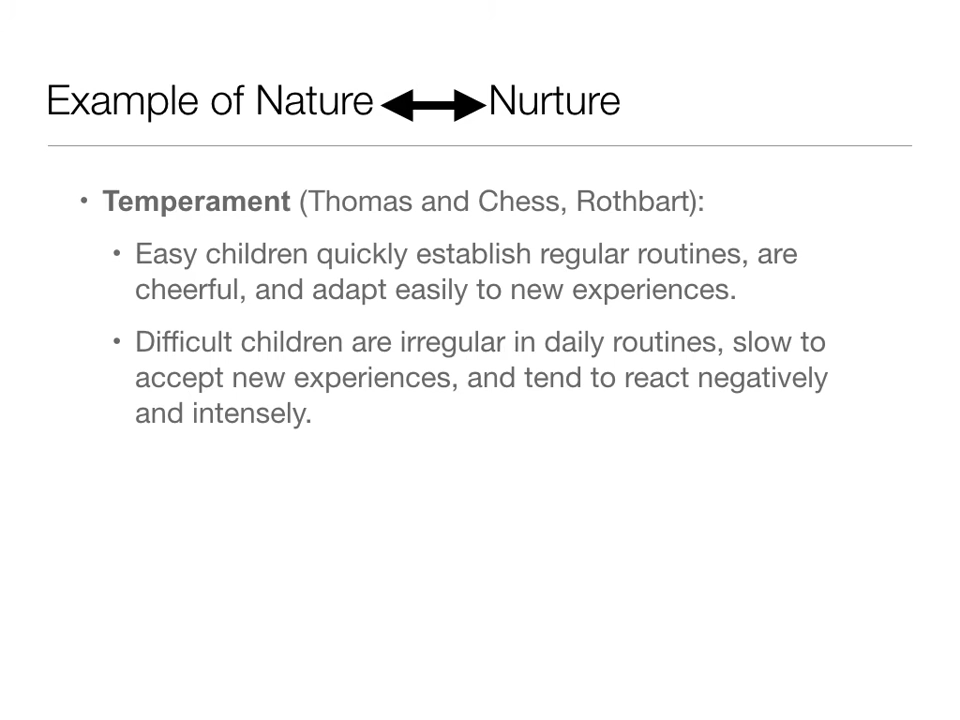 Example of Nature Nurture
• Temperament (Thomas and Chess, Rothbart):
• Easy children quickly establish regular routines, are
cheerful, and adapt easily to new experiences.
• Difficult children are irregular in daily routines, slow to
accept new experiences, and tend to react negatively
and intensely.